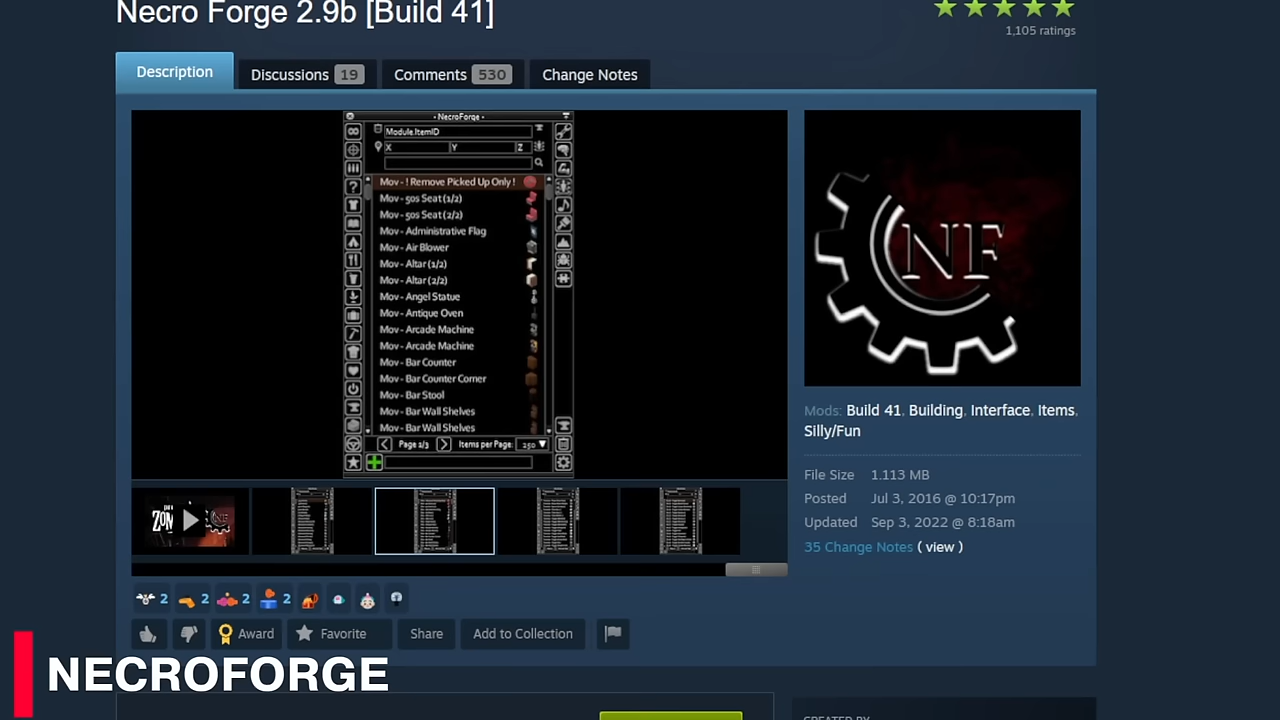 Necro Forge 2.9b [Build 41]
1,105 ratings
Description
Discussions 19
Comments 530
Change Notes
- NecroForge -
Module.ItemID
X Y Z
Mov - ! Remove Picked Up Only !
Mov - 50s Seat (1/2)
Mov - 50s Seat (2/2)
Mov - Administrative Flag
Mov - Air Blower
Mov - Altar (1/2)
Mov - Altar (2/2)
Mov - Angel Statue
Mov - Antique Oven
Mov - Arcade Machine
Mov - Arcade Machine
Mov - Bar Counter
Mov - Bar Counter Corner
Mov - Bar Stool
Mov - Bar Wall Shelves
Mov - Bar Wall Shelves
Page 2/3 Items per Page: 250
NF
Mods: Build 41, Building, Interface, Items,
Silly/Fun
File Size 1.113 MB
Posted Jul 3, 2016 @ 10:17pm
Updated Sep 3, 2022 @ 8:18am
35 Change Notes ( view )
2 2 2 2
Award
Favorite
Share
Add to Collection
NECROFORGE
CREATED BY